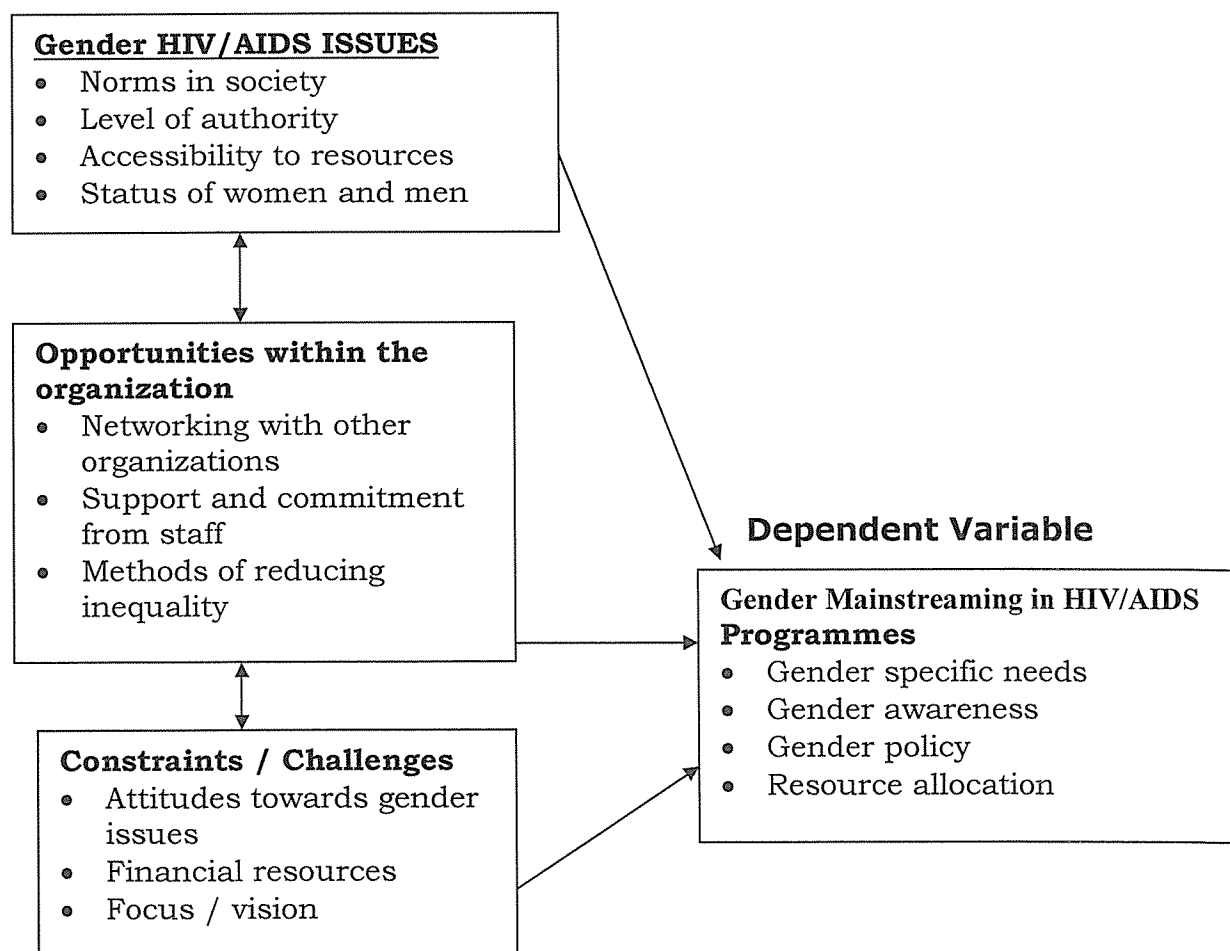 Gender HIV/AIDS ISSUES
• Norms in society
• Level of authority
• Accessibility to resources
• Status of women and men
Opportunities within the
organization
• Networking with other
organizations
• Support and commitment
from staff
• Methods of reducing
inequality
Constraints / Challenges
• Attitudes towards gender
issues
• Financial resources
• Focus / vision
Dependent Variable
Gender Mainstreaming in HIV/AIDS
Programmes
• Gender specific needs
• Gender awareness
• Gender policy
• Resource allocation